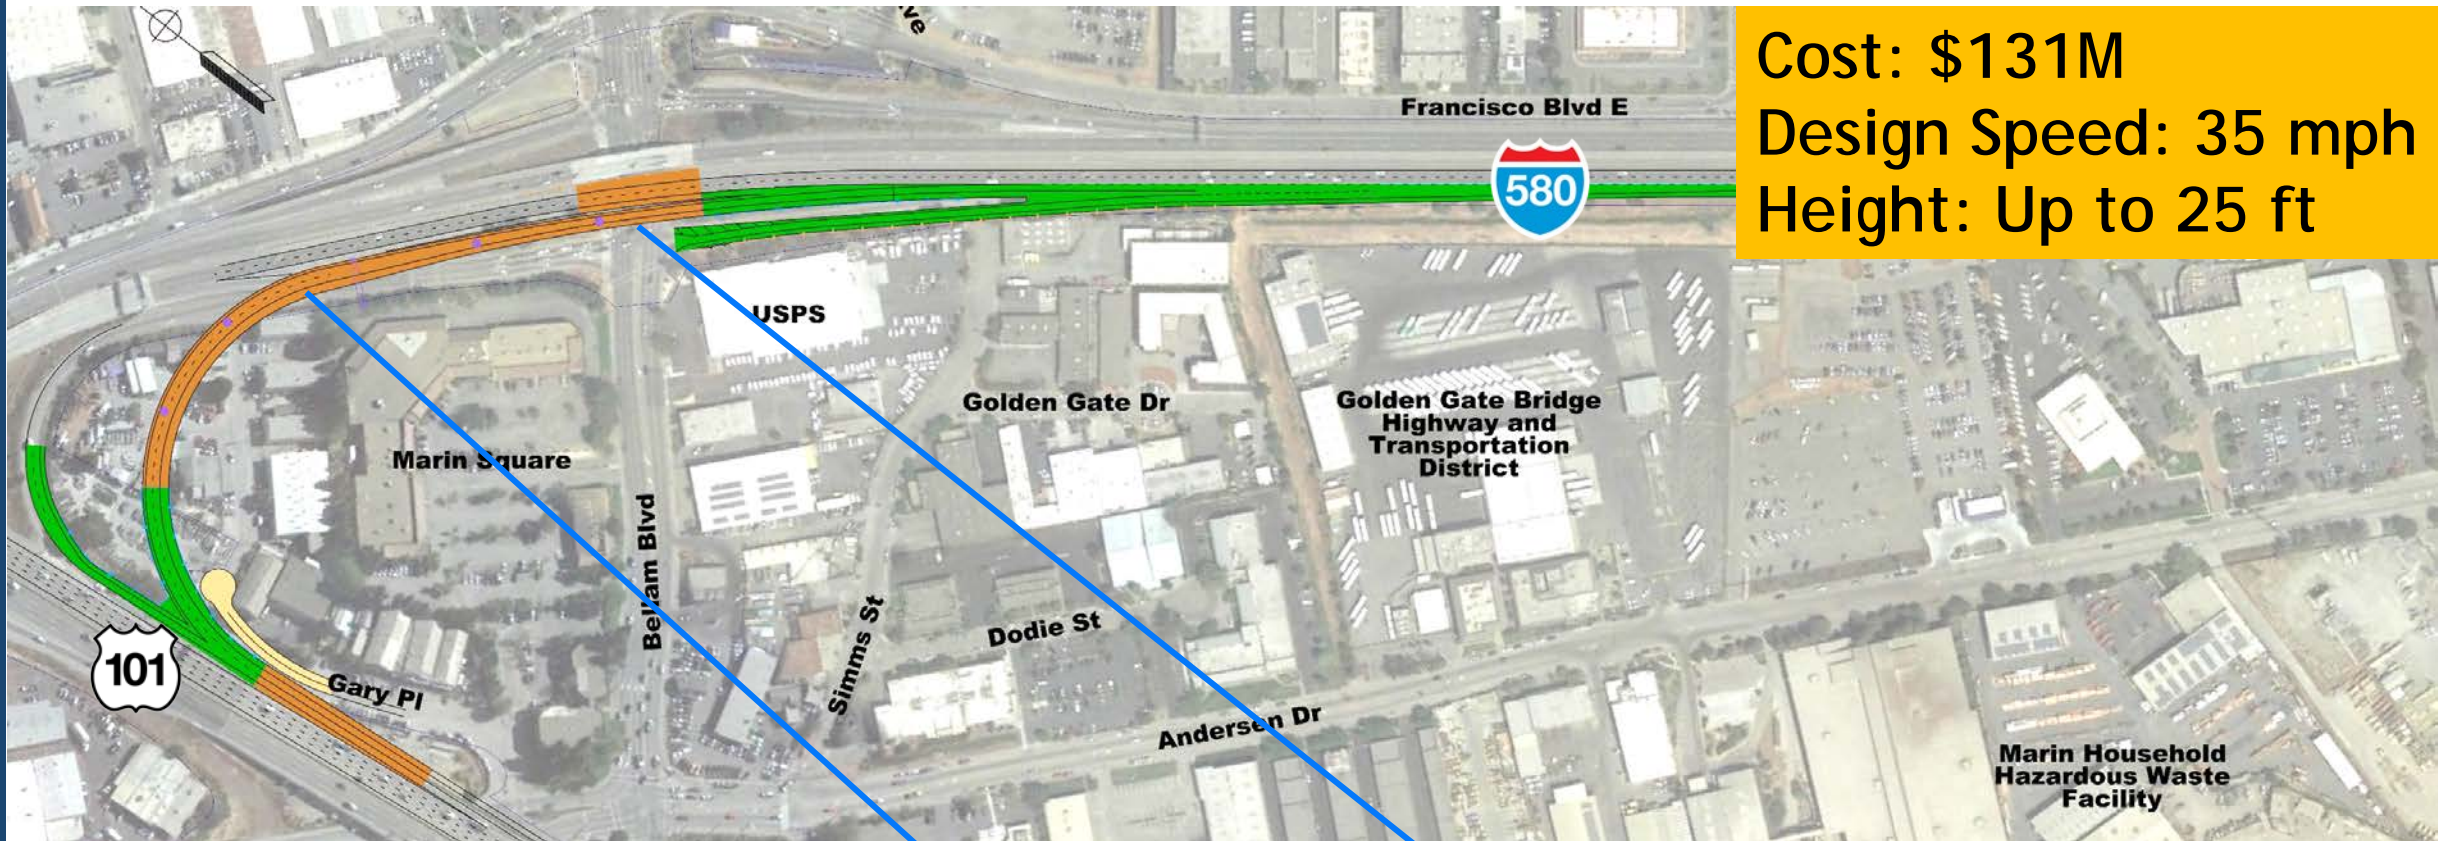 ve
Cost: $131M
Design Speed: 35 mph
Height: Up to 25 ft
Francisco Blvd E
580
USPS
Golden Gate Dr
Golden Gate Bridge
Highway and
Transportation
District
Marin Square
Bellam Blvd
Simms St
Dodie St
101
Gary Pl
Andersen Dr
Marin Household
Hazardous Waste
Facility